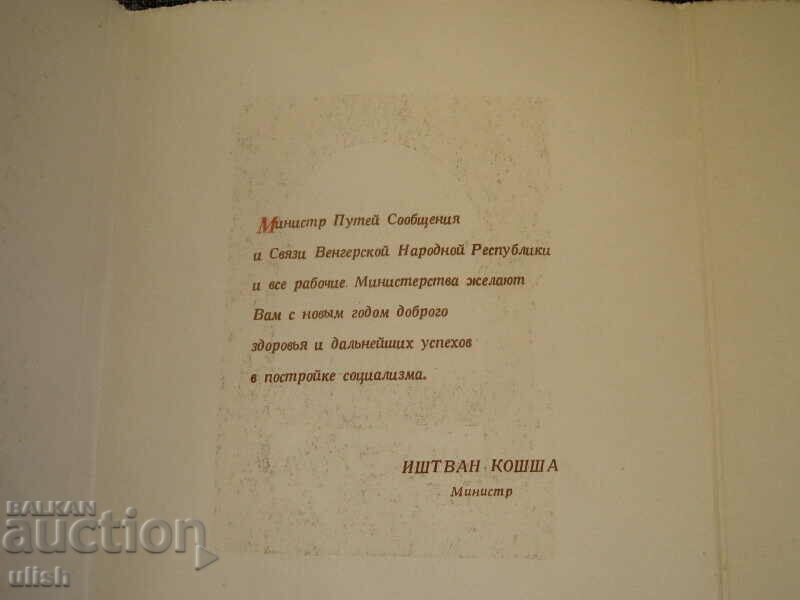 Министр Путей Сообщения
и Связи Венгерской Народной Республики
и все рабочие Министерства желают
Вам с новым годом доброго
здоровья и дальнейших успехов
в постройке социализма.
ИШТВАН КОШША
Министр
BALKAN
auction
ulish